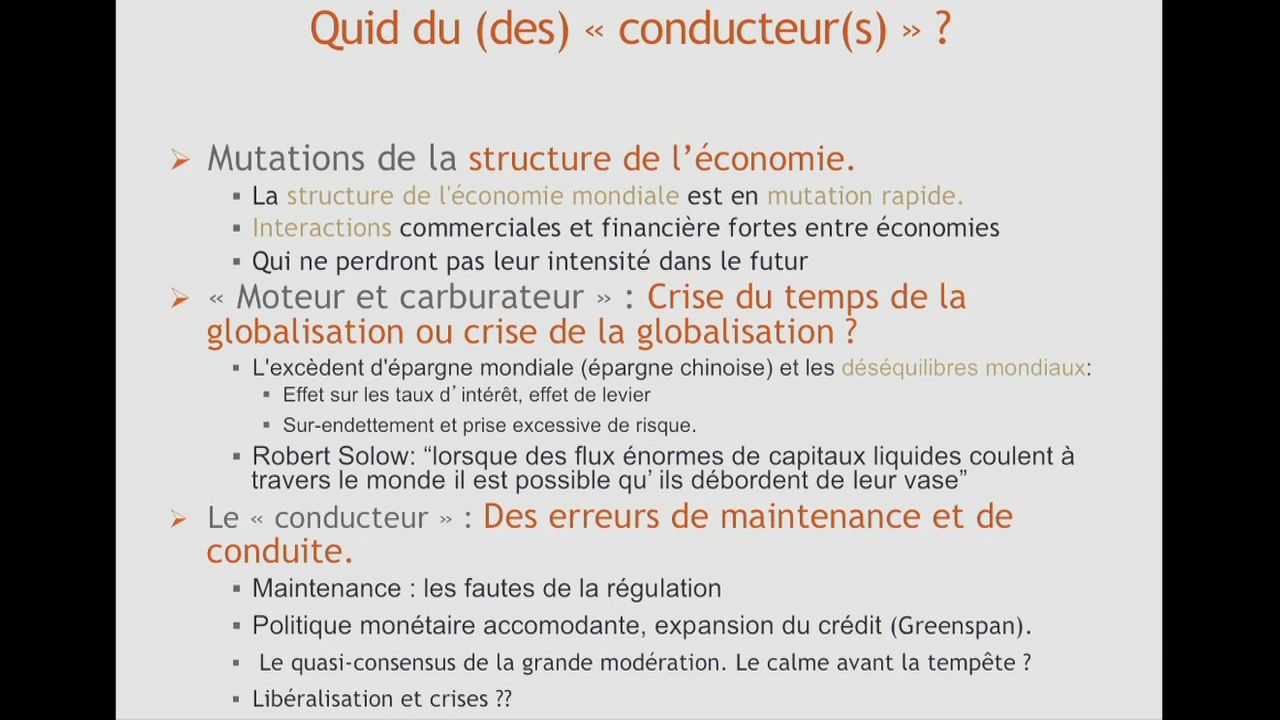 Quid du (des) « conducteur(s) » ?
Mutations de la structure de l’économie.
La structure de l'économie mondiale est en mutation rapide.
Interactions commerciales et financière fortes entre économies
Qui ne perdront pas leur intensité dans le futur
« Moteur et carburateur » : Crise du temps de la
globalisation ou crise de la globalisation ?
L'excèdent d'épargne mondiale (épargne chinoise) et les déséquilibres mondiaux:
Effet sur les taux d’intérêt, effet de levier
Sur-endettement et prise excessive de risque.
Robert Solow: “lorsque des flux énormes de capitaux liquides coulent à
travers le monde il est possible qu’ils débordent de leur vase”
Le « conducteur » : Des erreurs de maintenance et de
conduite.
Maintenance : les fautes de la régulation
Politique monétaire accomodante, expansion du crédit (Greenspan).
Le quasi-consensus de la grande modération. Le calme avant la tempête ?
Libéralisation et crises ??